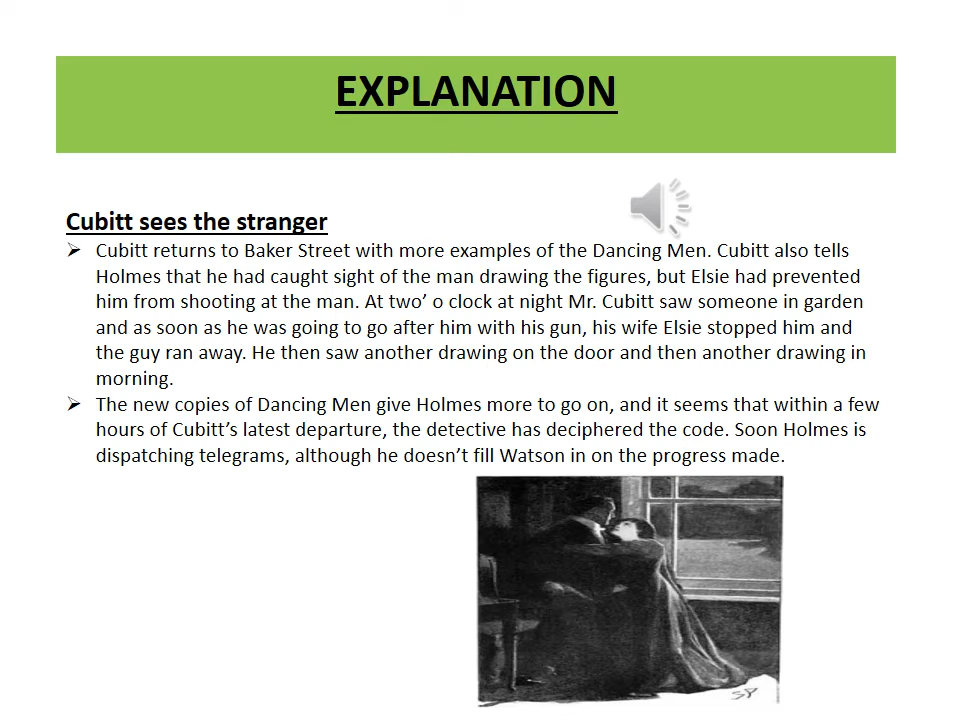 EXPLANATION
Cubitt sees the stranger
➢ Cubitt returns to Baker Street with more examples of the Dancing Men. Cubitt also tells
Holmes that he had caught sight of the man drawing the figures, but Elsie had prevented
him from shooting at the man. At two’ o clock at night Mr. Cubitt saw someone in garden
and as soon as he was going to go after him with his gun, his wife Elsie stopped him and
the guy ran away. He then saw another drawing on the door and then another drawing in
morning.
➢ The new copies of Dancing Men give Holmes more to go on, and it seems that within a few
hours of Cubitt’s latest departure, the detective has deciphered the code. Soon Holmes is
dispatching telegrams, although he doesn’t fill Watson in on the progress made.
SP